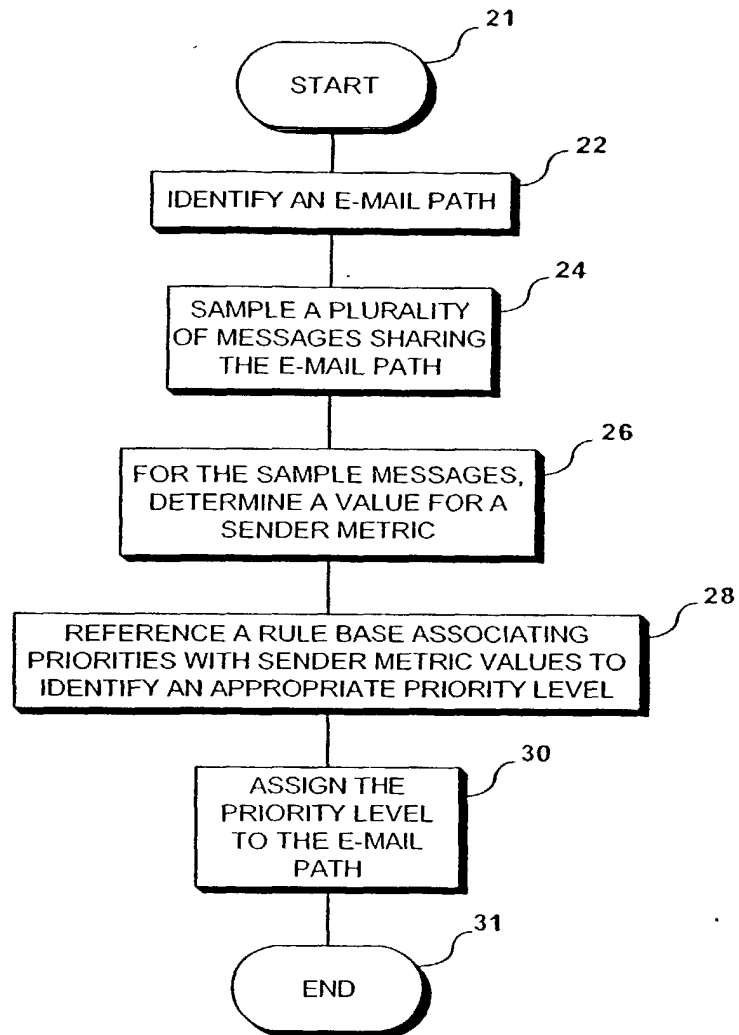 21
START
22
IDENTIFY AN E-MAIL PATH
24
SAMPLE A PLURALITY
OF MESSAGES SHARING
THE E-MAIL PATH
26
FOR THE SAMPLE MESSAGES,
DETERMINE A VALUE FOR A
SENDER METRIC
28
REFERENCE A RULE BASE ASSOCIATING
PRIORITIES WITH SENDER METRIC VALUES TO
IDENTIFY AN APPROPRIATE PRIORITY LEVEL
30
ASSIGN THE
PRIORITY LEVEL
TO THE E-MAIL
PATH
31
END